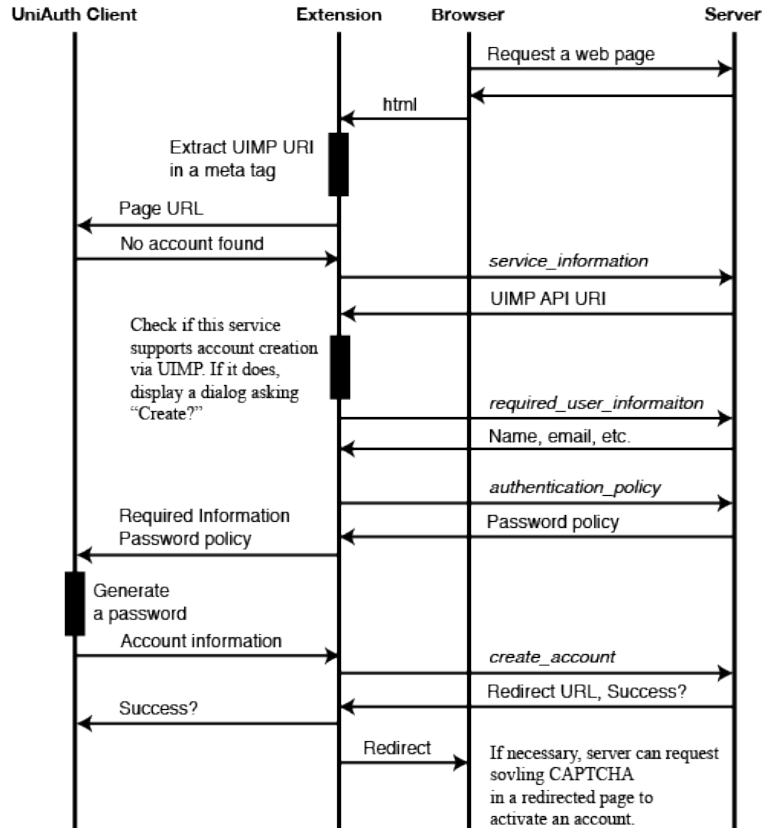 UniAuth Client Extension Browser Server
Request a web page
html
Extract UIMP URI
in a meta tag
Page URL
No account found
service_information
UIMP API URI
Check if this service
supports account creation
via UIMP. If it does,
display a dialog asking
“Create?”
required_user_informaiton
Name, email, etc.
authentication_policy
Required Information
Password policy
Password policy
Generate
a password
Account information
create_account
Redirect URL, Success?
Success?
Redirect
If necessary, server can request
sovling CAPTCHA
in a redirected page to
activate an account.